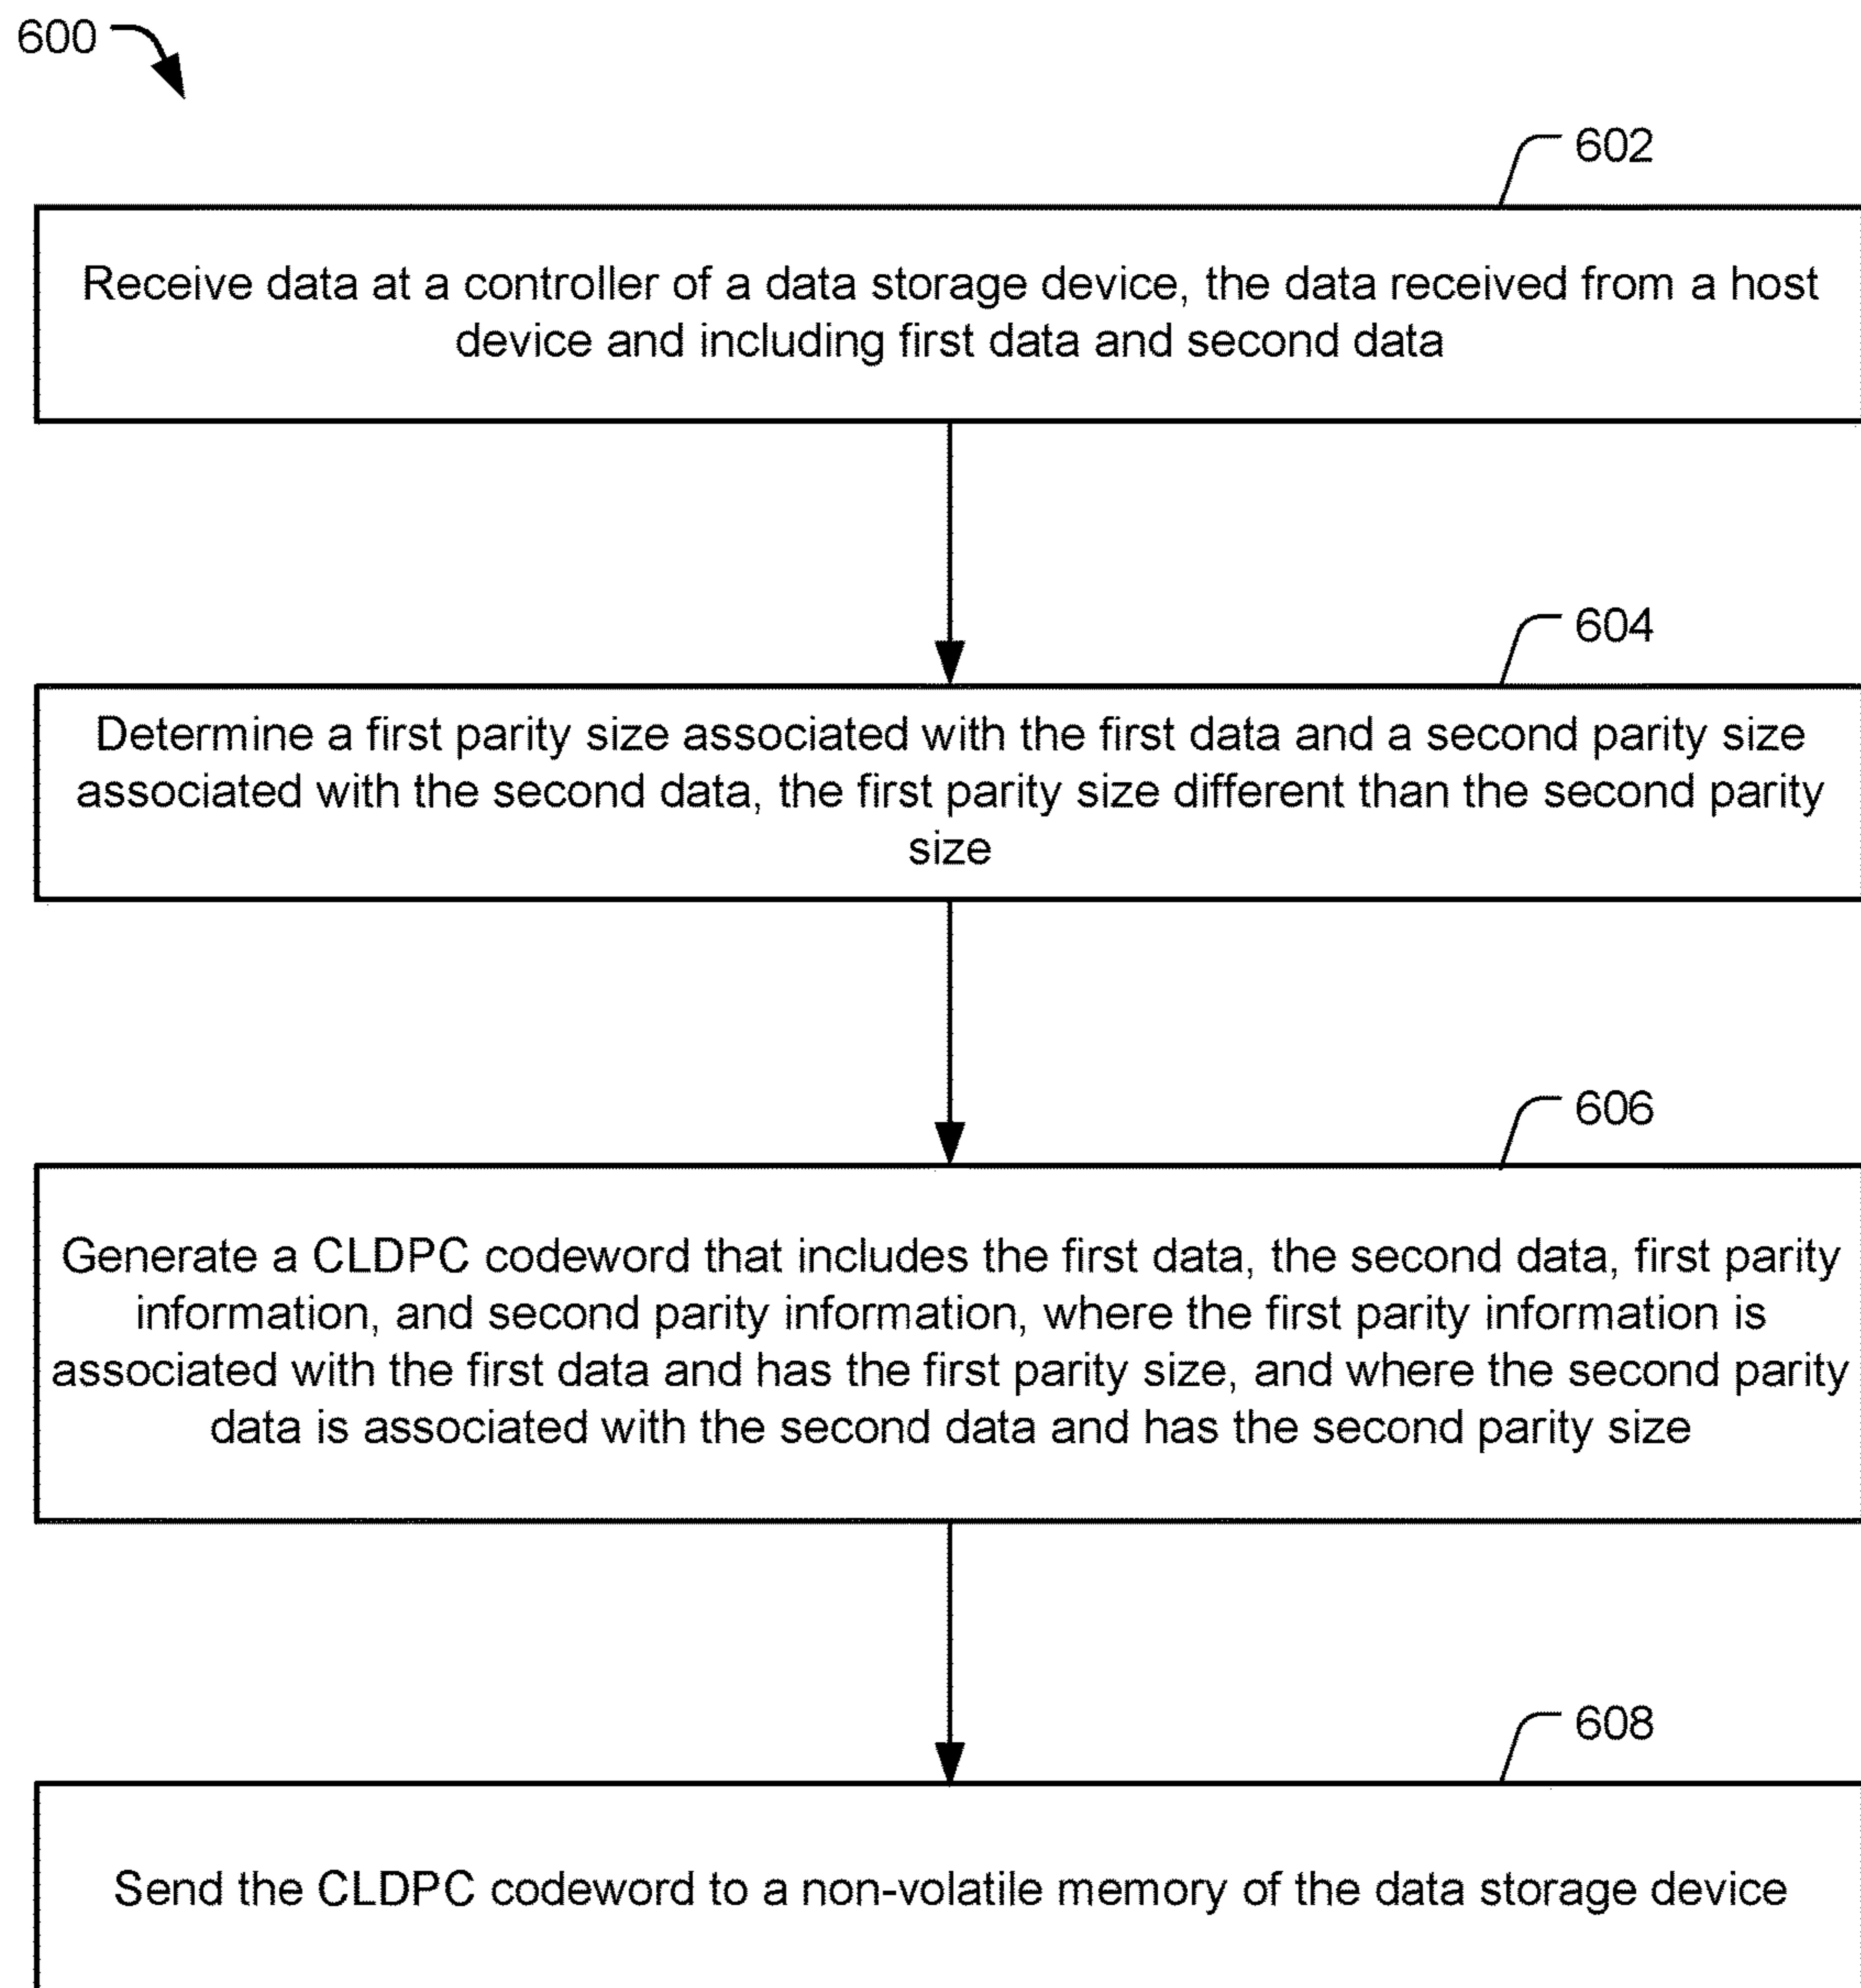 600
602
Receive data at a controller of a data storage device, the data received from a host
device and including first data and second data
604
Determine a first parity size associated with the first data and a second parity size
associated with the second data, the first parity size different than the second parity
size
606
Generate a CLDPC codeword that includes the first data, the second data, first parity
information, and second parity information, where the first parity information is
associated with the first data and has the first parity size, and where the second parity
data is associated with the second data and has the second parity size
608
Send the CLDPC codeword to a non-volatile memory of the data storage device